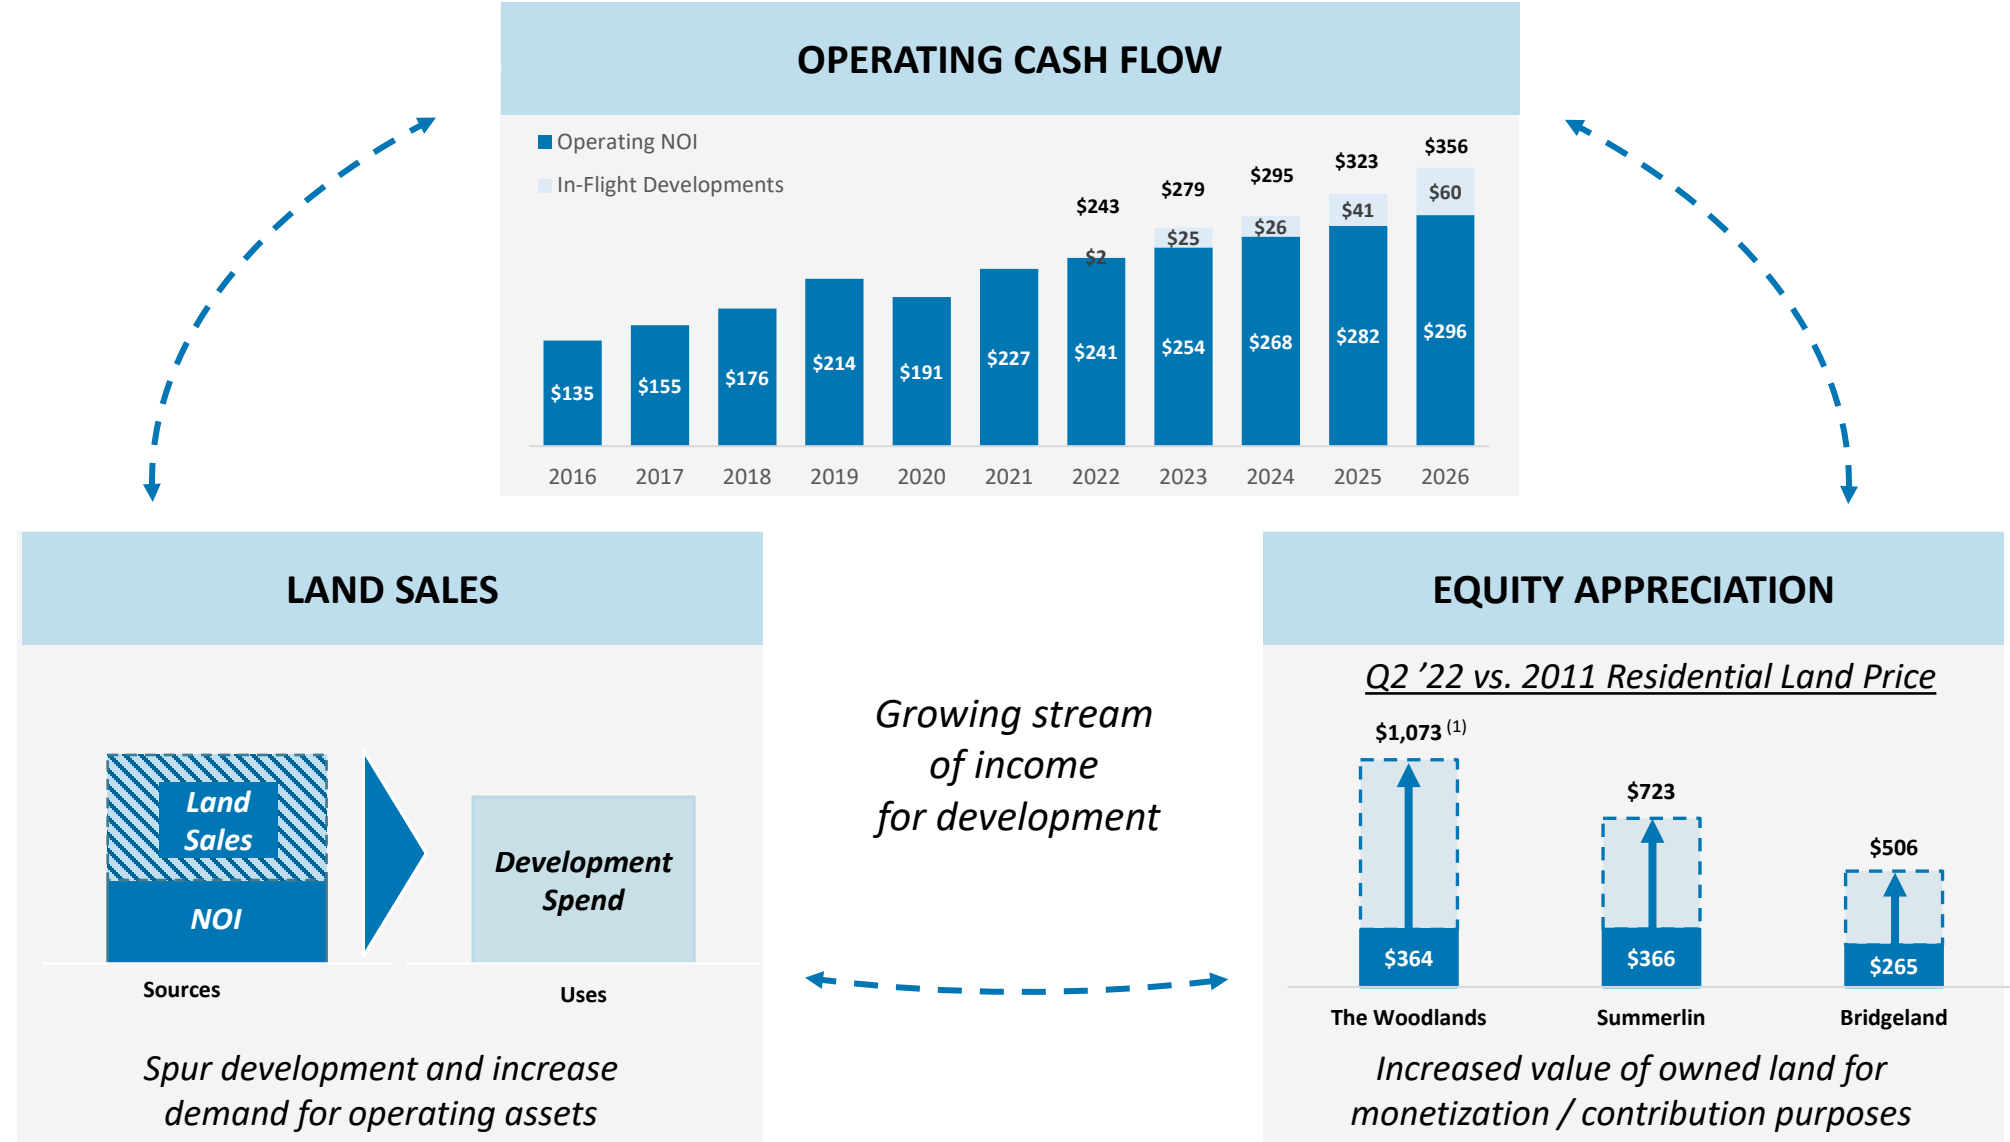 OPERATING CASH FLOW
Operating NOI
In-Flight Developments
$243
$279
$295
$323
$356
$2
$25
$26
$41
$60
$135
$155
$176
$214
$191
$227
$241
$254
$268
$282
$296
2016 2017 2018 2019 2020 2021 2022 2023 2024 2025 2026
LAND SALES
Land
Sales
NOI
Development
Spend
Sources
Uses
Spur development and increase
demand for operating assets
Growing stream
of income
for development
EQUITY APPRECIATION
Q2 ’22 vs. 2011 Residential Land Price
$1,073 (1)
$723
$506
$364
$366
$265
The Woodlands
Summerlin
Bridgeland
Increased value of owned land for
monetization / contribution purposes